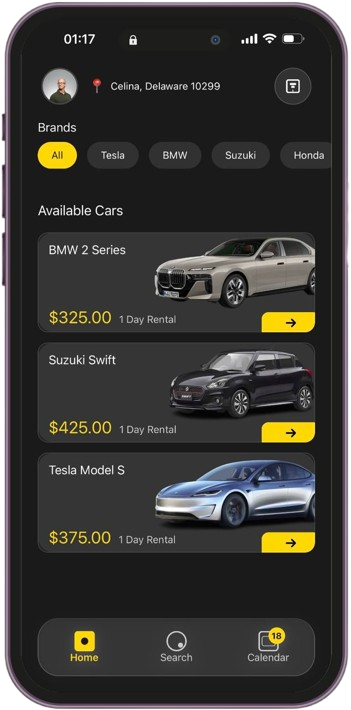 01:17
Celina, Delaware 10299
Brands
All Tesla BMW Suzuki Honda
Available Cars
BMW 2 Series
$325.00 1 Day Rental
Suzuki Swift
$425.00 1 Day Rental
Tesla Model S
$375.00 1 Day Rental
18
Home Search Calendar